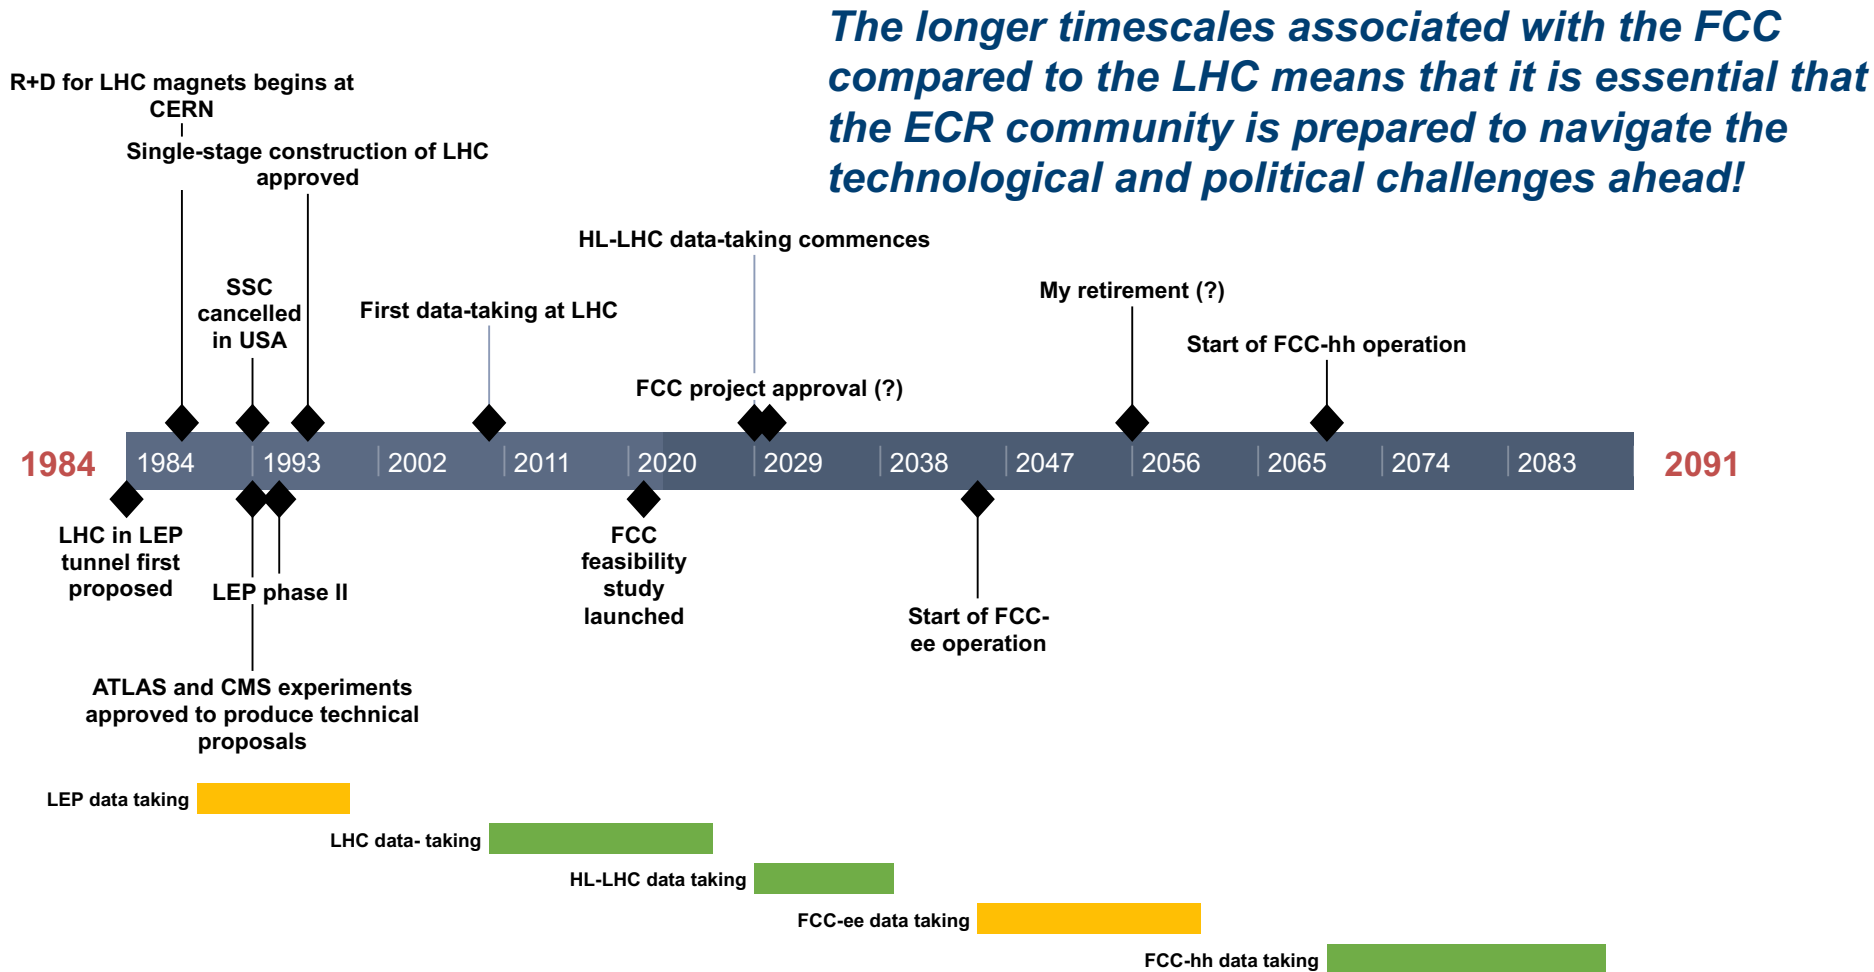 The longer timescales associated with the FCC
compared to the LHC means that it is essential that
the ECR community is prepared to navigate the
technological and political challenges ahead!
R+D for LHC magnets begins at
CERN
Single-stage construction of LHC
approved
HL-LHC data-taking commences
SSC
cancelled
in USA
First data-taking at LHC
My retirement (?)
Start of FCC-hh operation
FCC project approval (?)
1984
1984
1993
2002
2011
2020
2029
2038
2047
2056
2065
2074
2083
2091
LHC in LEP
tunnel first
proposed
LEP phase II
FCC
feasibility
study
launched
Start of FCC-
ee operation
ATLAS and CMS experiments
approved to produce technical
proposals
LEP data taking
LHC data- taking
HL-LHC data taking
FCC-ee data taking
FCC-hh data taking